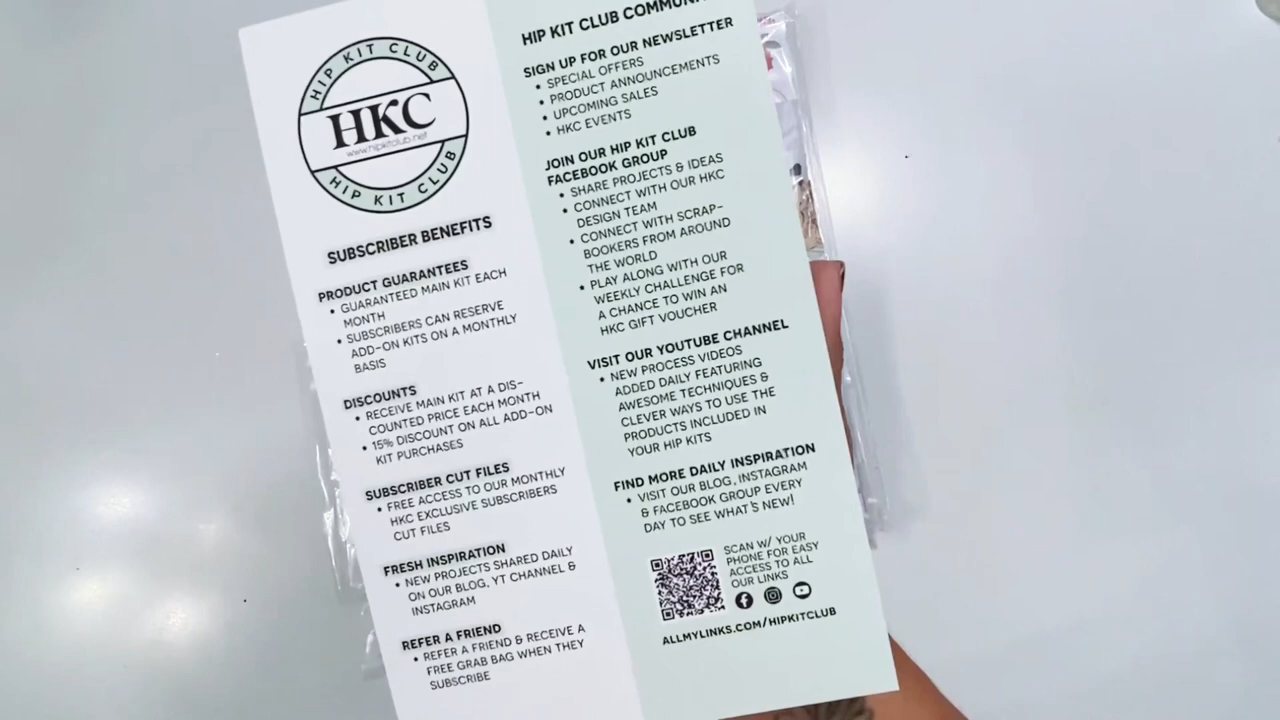 HIP KIT CLUB
HKC
www.hipkitclub.net
HIP KIT CLUB
SUBSCRIBER BENEFITS
PRODUCT GUARANTEES
• GUARANTEED MAIN KIT EACH
MONTH
• SUBSCRIBERS CAN RESERVE
ADD-ON KITS ON A MONTHLY
BASIS
DISCOUNTS
• RECEIVE MAIN KIT AT A DIS-
COUNTED PRICE EACH MONTH
• 15% DISCOUNT ON ALL ADD-ON
KIT PURCHASES
SUBSCRIBER CUT FILES
• FREE ACCESS TO OUR MONTHLY
HKC EXCLUSIVE SUBSCRIBERS
CUT FILES
FRESH INSPIRATION
• NEW PROJECTS SHARED DAILY
ON OUR BLOG, YT CHANNEL &
INSTAGRAM
REFER A FRIEND
• REFER A FRIEND & RECEIVE A
FREE GRAB BAG WHEN THEY
SUBSCRIBE
HIP KIT CLUB
SIGN UP FOR OUR NEWSLETTER
• SPECIAL OFFERS
• PRODUCT ANNOUNCEMENTS
• UPCOMING SALES
• HKC EVENTS
JOIN OUR HIP KIT CLUB
FACEBOOK GROUP
• SHARE PROJECTS & IDEAS
• CONNECT WITH OUR HKC
DESIGN TEAM
• CONNECT WITH SCRAP-
BOOKERS FROM AROUND
THE WORLD
• PLAY ALONG WITH OUR
WEEKLY CHALLENGE FOR
A CHANCE TO WIN AN
HKC GIFT VOUCHER
VISIT OUR YOUTUBE CHANNEL
• NEW PROCESS VIDEOS
ADDED DAILY FEATURING
AWESOME TECHNIQUES &
CLEVER WAYS TO USE THE
PRODUCTS INCLUDED IN
YOUR HIP KITS
FIND MORE DAILY INSPIRATION
• VISIT OUR BLOG, INSTAGRAM
& FACEBOOK GROUP EVERY
DAY TO SEE WHAT'S NEW!
SCAN W/ YOUR
PHONE FOR EASY
ACCESS TO ALL
OUR LINKS
ALLMYLINKS.COM/HIPKITCLUB